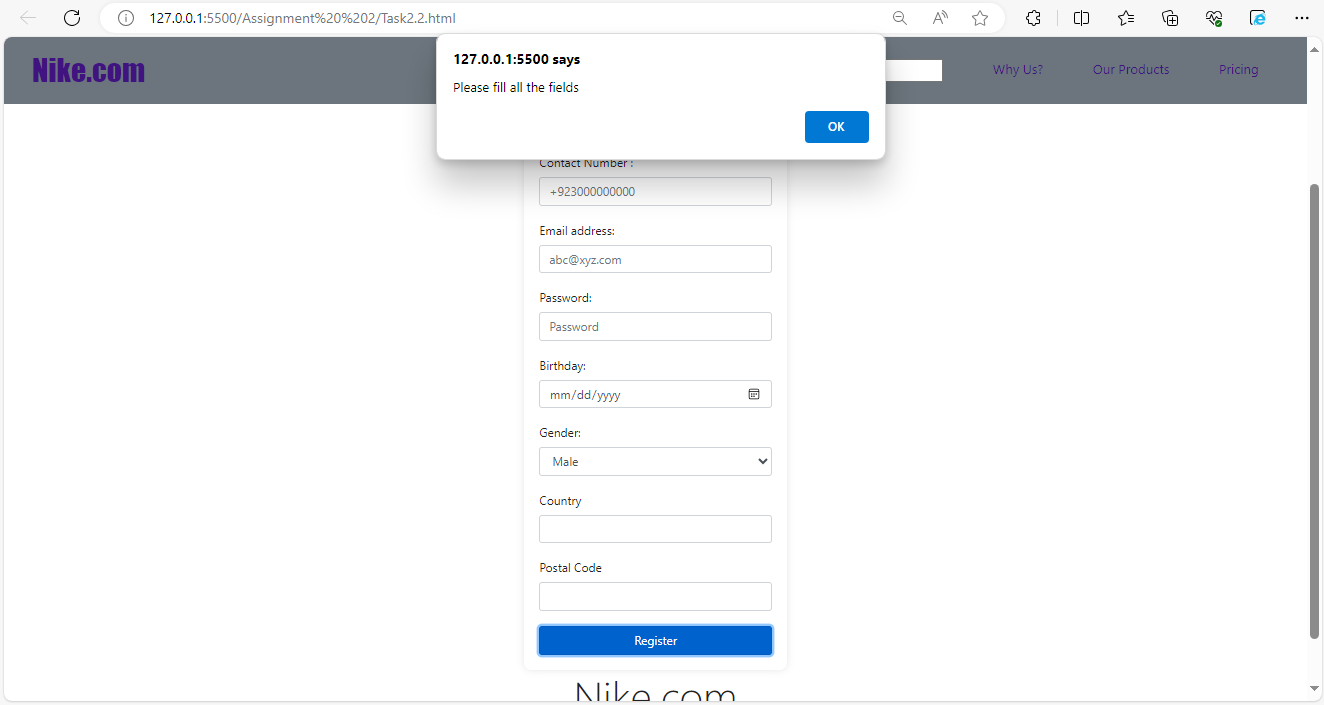 127.0.0.1:5500/Assignment%20%202/Task2.2.html
Nike.com
Why Us?
Our Products
Pricing
127.0.0.1:5500 says
Please fill all the fields
OK
Contact Number :
+923000000000
Email address:
abc@xyz.com
Password:
Password
Birthday:
mm/dd/yyyy
Gender:
Male
Country
Postal Code
Register
Nike.com